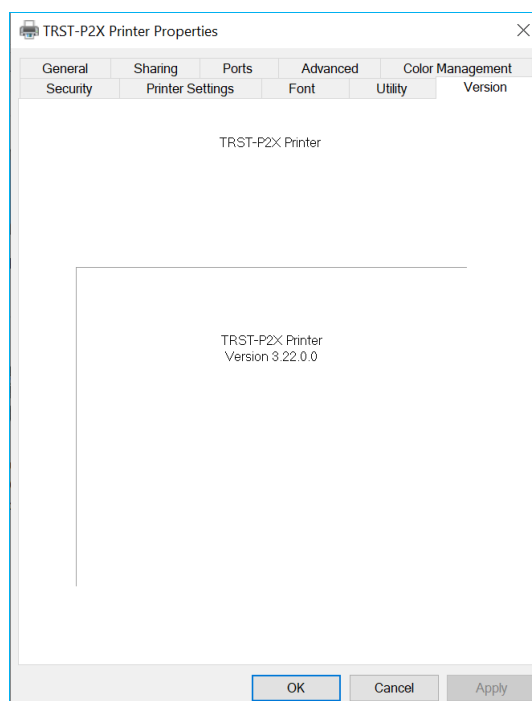 TRST-P2X Printer Properties
General Sharing Ports Advanced Color Management
Security Printer Settings Font Utility Version
TRST-P2X Printer
TRST-P2X Printer
Version 3.22.0.0
OK Cancel Apply